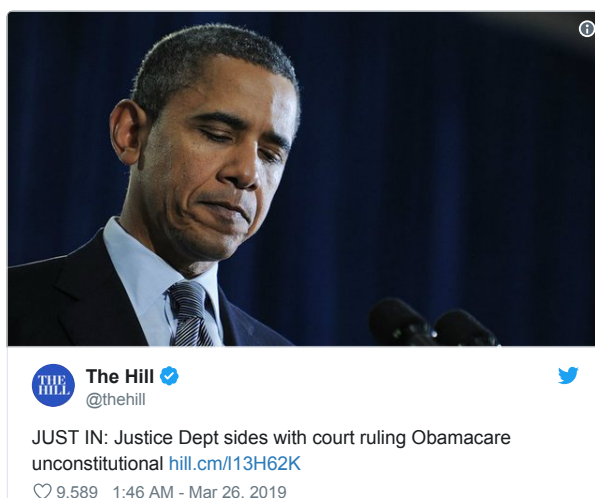 THE
HILL
The Hill
@thehill
JUST IN: Justice Dept sides with court ruling Obamacare
unconstitutional hill.cm/l13H62K
9,589 1:46 AM - Mar 26, 2019